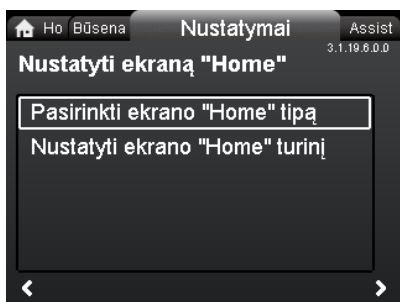 Ho Būsena Nustatymai Assist
3.1.19.6.0.0
Nustatyti ekraną "Home"
Pasirinkti ekrano "Home" tipą
Nustatyti ekrano "Home" turinį